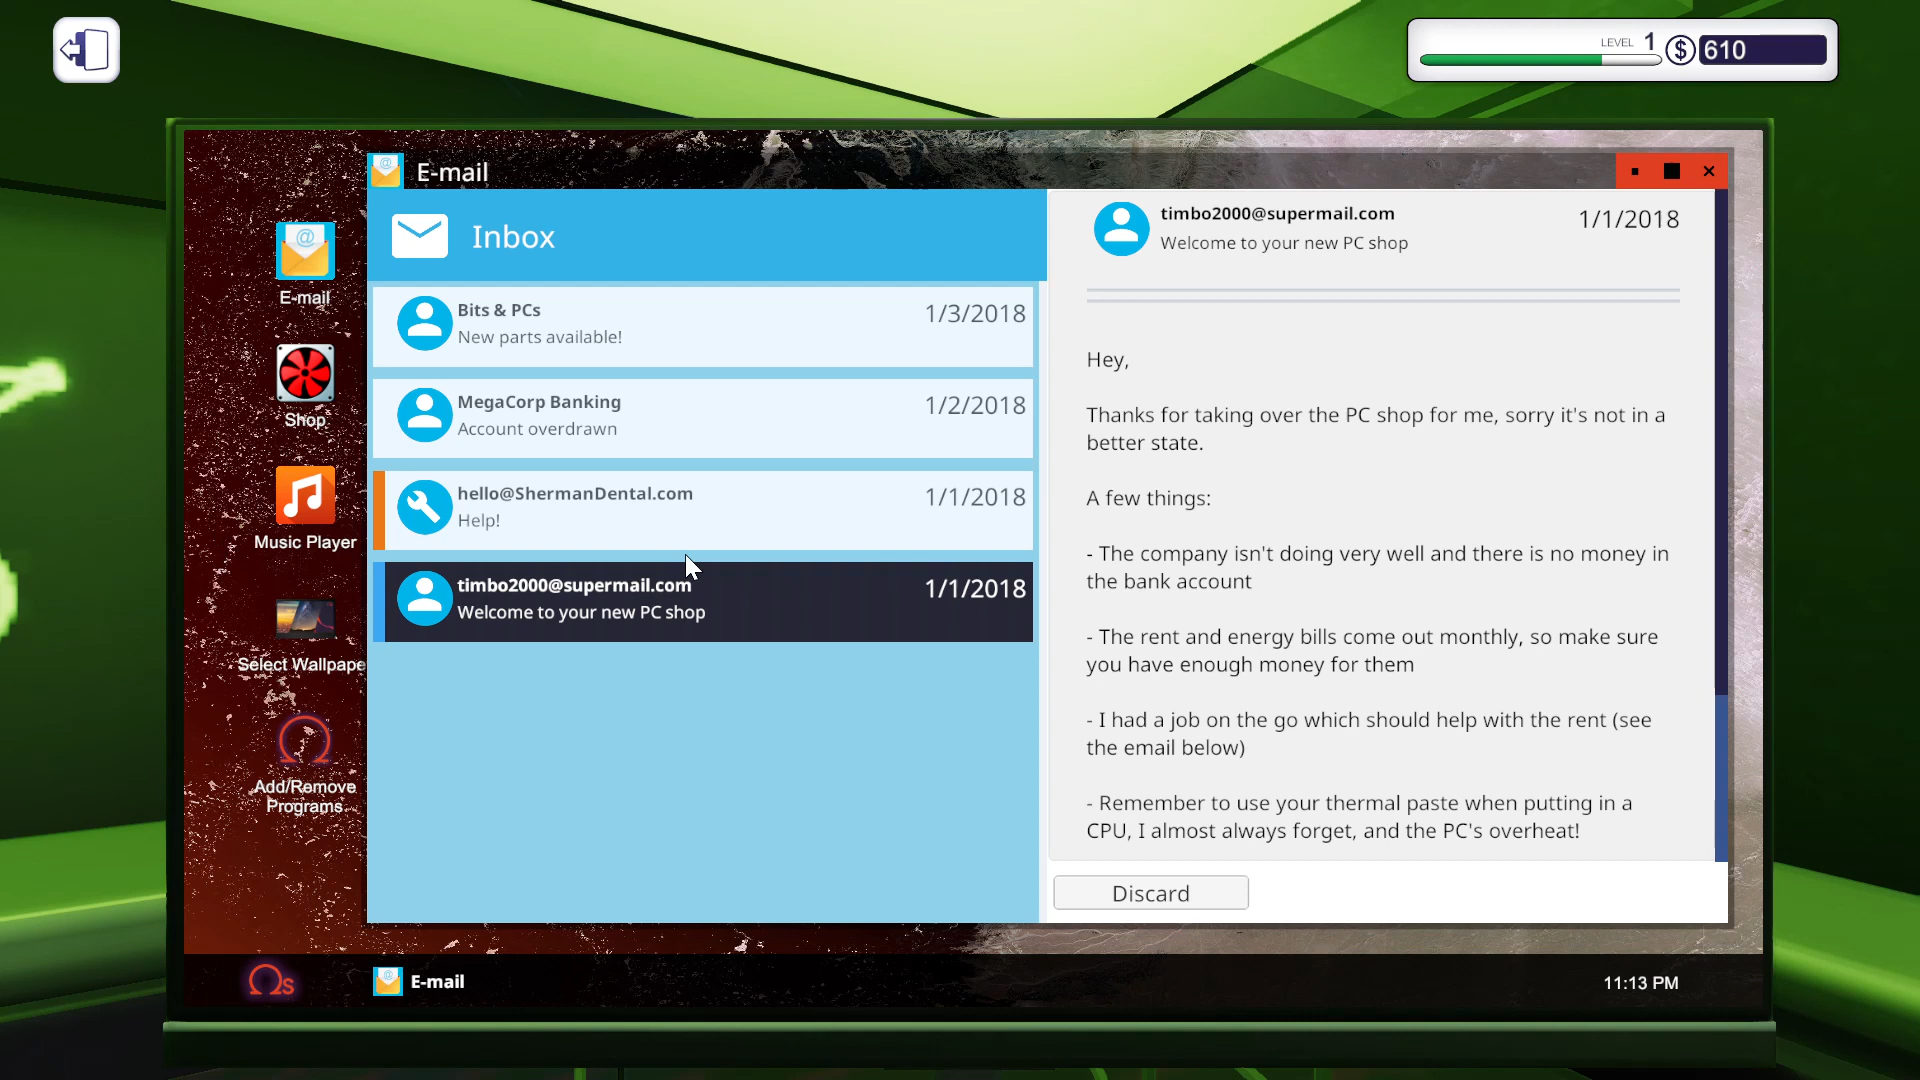 LEVEL 1 $ 610
E-mail
Inbox
Bits & PCs
1/3/2018
New parts available!
MegaCorp Banking
1/2/2018
Account overdrawn
hello@ShermanDental.com
1/1/2018
Help!
timbo2000@supermail.com
1/1/2018
Welcome to your new PC shop
E-mail
Shop
Music Player
Select Wallpape
Add/Remove
Programs
timbo2000@supermail.com
1/1/2018
Welcome to your new PC shop
Hey,
Thanks for taking over the PC shop for me, sorry it's not in a
better state.
A few things:
- The company isn't doing very well and there is no money in
the bank account
- The rent and energy bills come out monthly, so make sure
you have enough money for them
- I had a job on the go which should help with the rent (see
the email below)
- Remember to use your thermal paste when putting in a
CPU, I almost always forget, and the PC's overheat!
Discard
Ωs
E-mail
11:13 PM